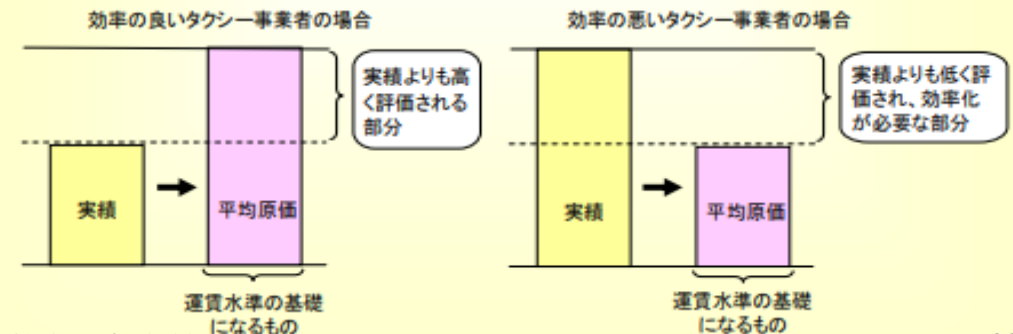 効率の良いタクシー事業者の場合
実績よりも高
く評価される
部分
実績
平均原価
運賃水準の基礎
になるもの
効率の悪いタクシー事業者の場合
実績よりも低く評
価され、効率化
が必要な部分
実績
平均原価
運賃水準の基礎
になるもの